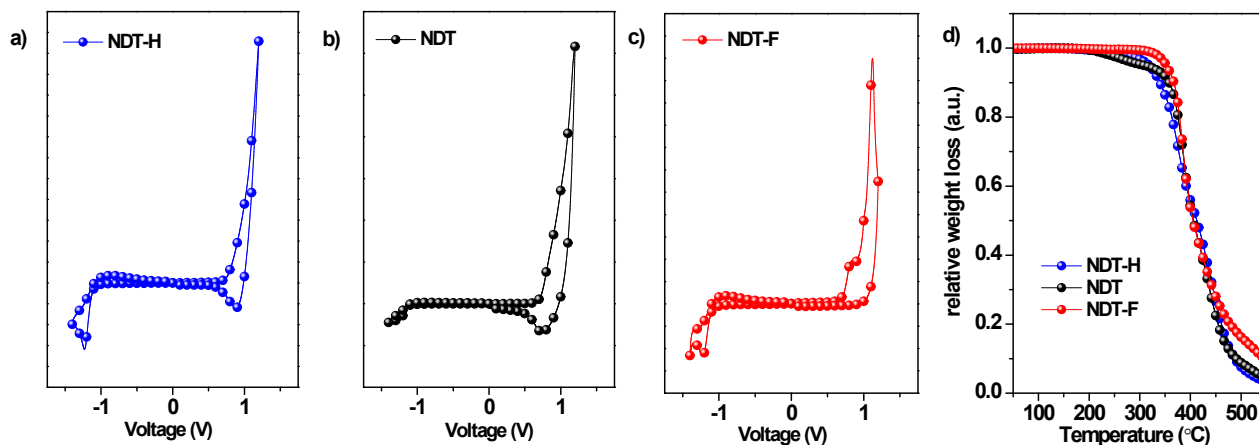 a)
NDT-H
-1
0
1
Voltage (V)
b)
NDT
-1
0
1
Voltage (V)
c)
NDT-F
-1
0
1
Voltage (V)
d)
1.0
0.8
0.6
0.4
0.2
0.0
relative weight loss (a.u.)
NDT-H
NDT
NDT-F
100 200 300 400 500
Temperature (°C)